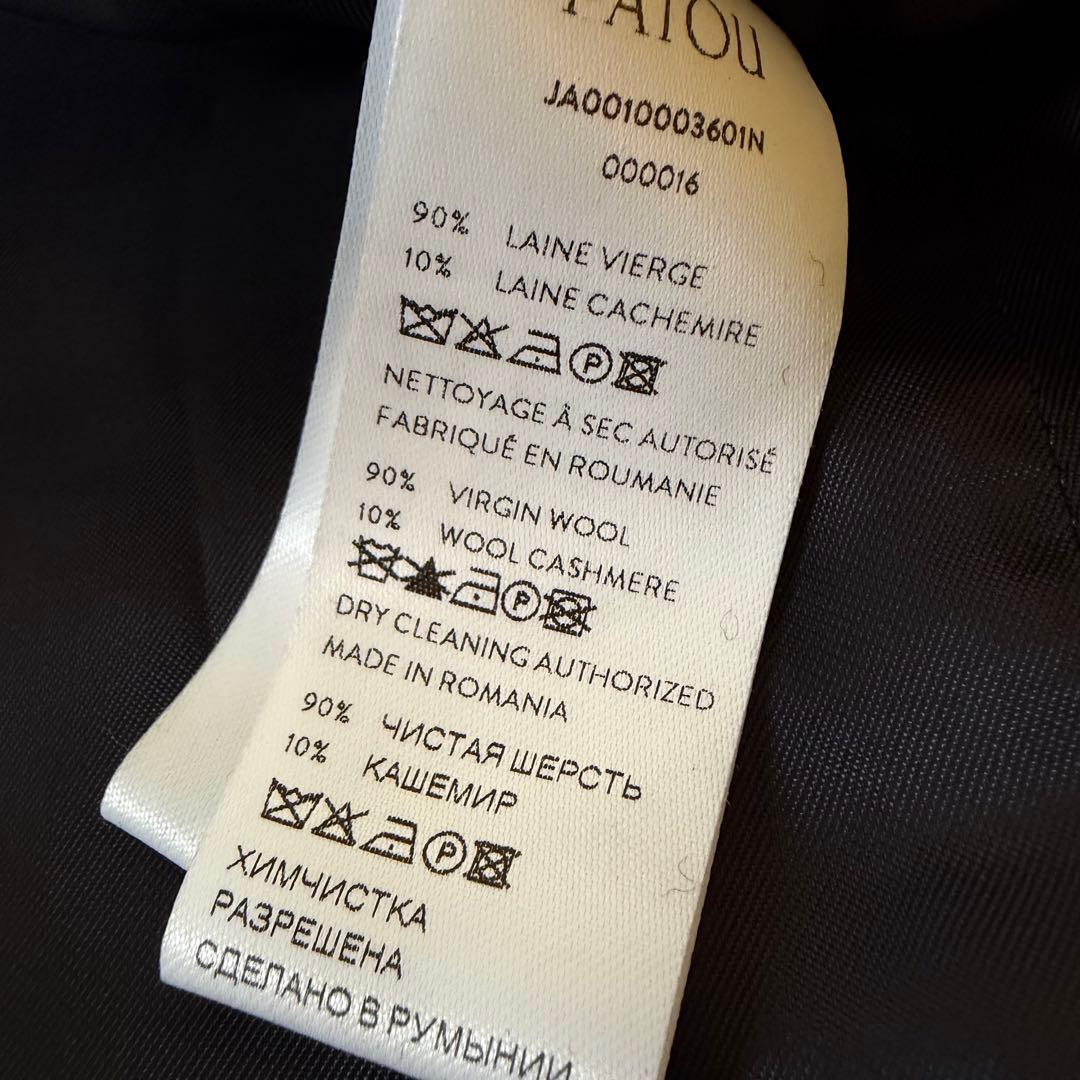 PATOU
JA0010003601N
000016
90% LAINE VIERGE
10% LAINE CACHEMIRE
P
NETTOYAGE À SEC AUTORISÉ
FABRIQUÉ EN ROUMANIE
90% VIRGIN WOOL
10% WOOL CASHMERE
P
DRY CLEANING AUTHORIZED
MADE IN ROMANIA
90% ЧИСТАЯ ШЕРСТЬ
10% КАШЕМИР
P
ХИМЧИСТКА
РАЗРЕШЕНА
СДЕЛАНО В РУМЫНИИ